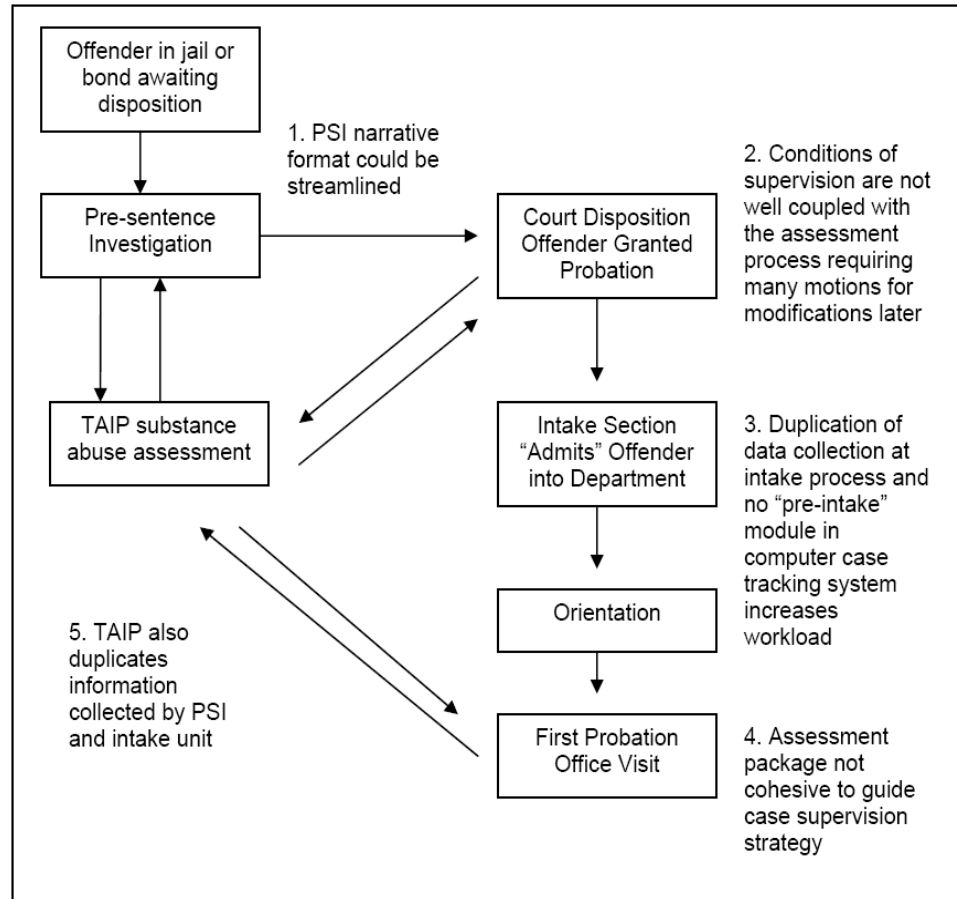 Offender in jail or
bond awaiting
disposition
1. PSI narrative
format could be
streamlined
Pre-sentence
Investigation
Court Disposition
Offender Granted
Probation
2. Conditions of
supervision are not
well coupled with
the assessment
process requiring
many motions for
modifications later
TAIP substance
abuse assessment
Intake Section
“Admits” Offender
into Department
3. Duplication of
data collection at
intake process and
no “pre-intake”
module in
computer case
tracking system
increases
workload
Orientation
5. TAIP also
duplicates
information
collected by PSI
and intake unit
First Probation
Office Visit
4. Assessment
package not
cohesive to guide
case supervision
strategy